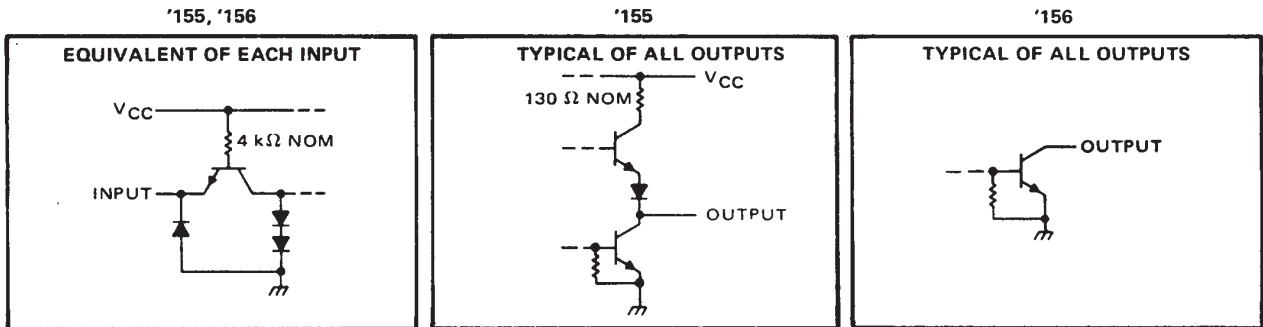 '155, '156
EQUIVALENT OF EACH INPUT
VCC
4 kΩ NOM
INPUT
'155
TYPICAL OF ALL OUTPUTS
VCC
130 Ω NOM
OUTPUT
'156
TYPICAL OF ALL OUTPUTS
OUTPUT